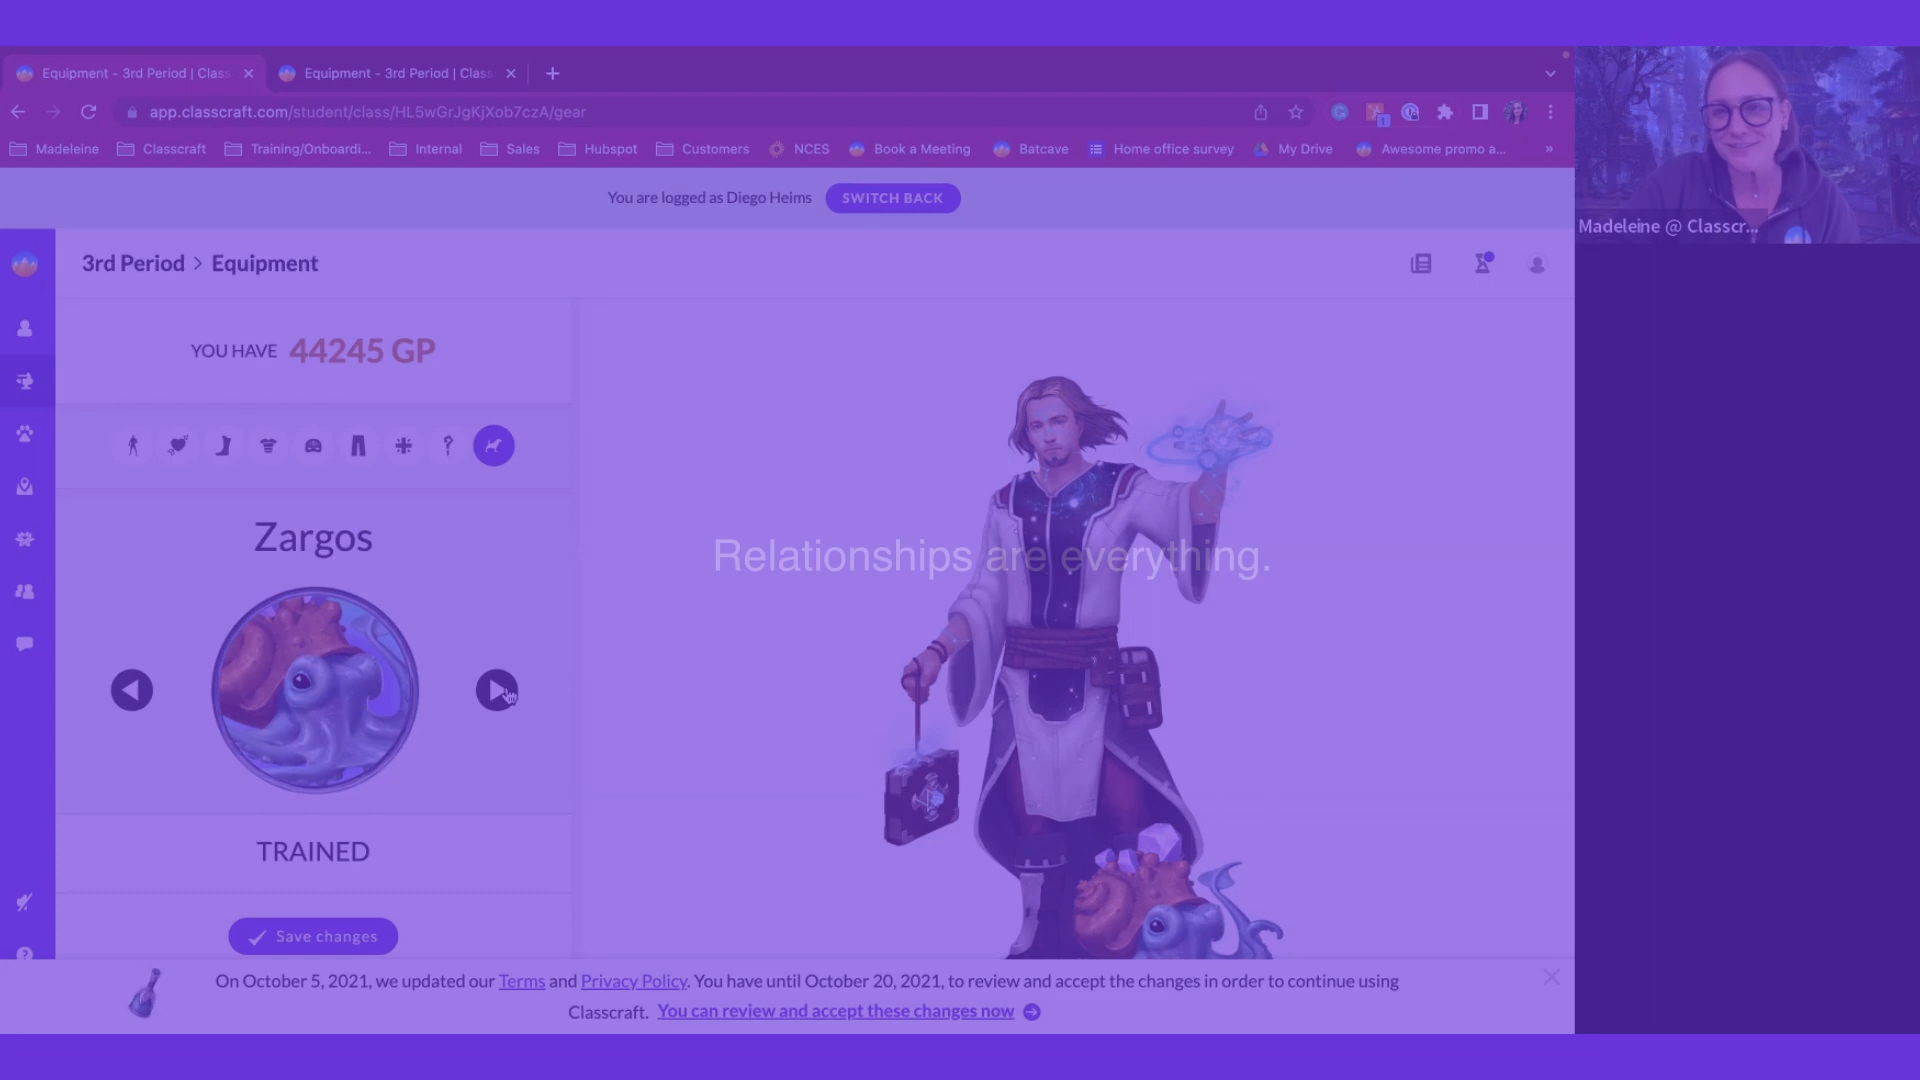 Equipment - 3rd Period | Class
Equipment - 3rd Period | Class
app.classcraft.com/student/class/HL5wGrJgKjXob7czA/gear
Madeleine
Classcraft
Training/Onboardi...
Internal
Sales
Hubspot
Customers
NCES
Book a Meeting
Batcave
Home office survey
My Drive
Awesome promo a...
»
You are logged as Diego Heims
SWITCH BACK
Madeleine @ Classcr...
3rd Period > Equipment
YOU HAVE 44245 GP
Zargos
Relationships are everything.
TRAINED
Save changes
On October 5, 2021, we updated our Terms and Privacy Policy. You have until October 20, 2021, to review and accept the changes in order to continue using
Classcraft. You can review and accept these changes now